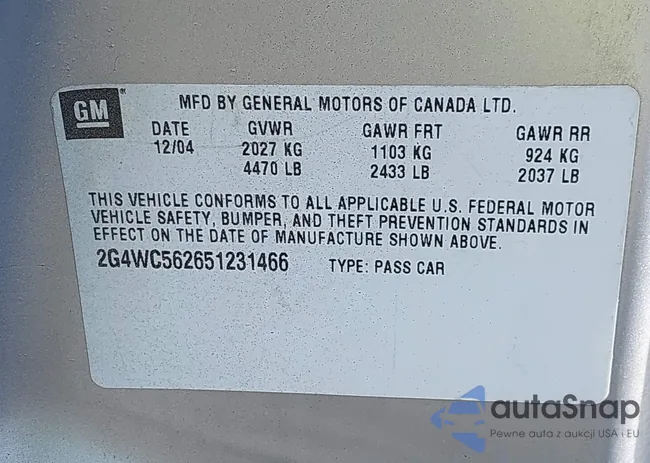 GM
MFD BY GENERAL MOTORS OF CANADA LTD.
DATE GVWR GAWR FRT GAWR RR
12/04 2027 KG 1103 KG 924 KG
4470 LB 2433 LB 2037 LB
THIS VEHICLE CONFORMS TO ALL APPLICABLE U.S. FEDERAL MOTOR
VEHICLE SAFETY, BUMPER, AND THEFT PREVENTION STANDARDS IN
EFFECT ON THE DATE OF MANUFACTURE SHOWN ABOVE.
2G4WC562651231466 TYPE: PASS CAR
autaSnap
Pewne auta z aukcji USA i EU